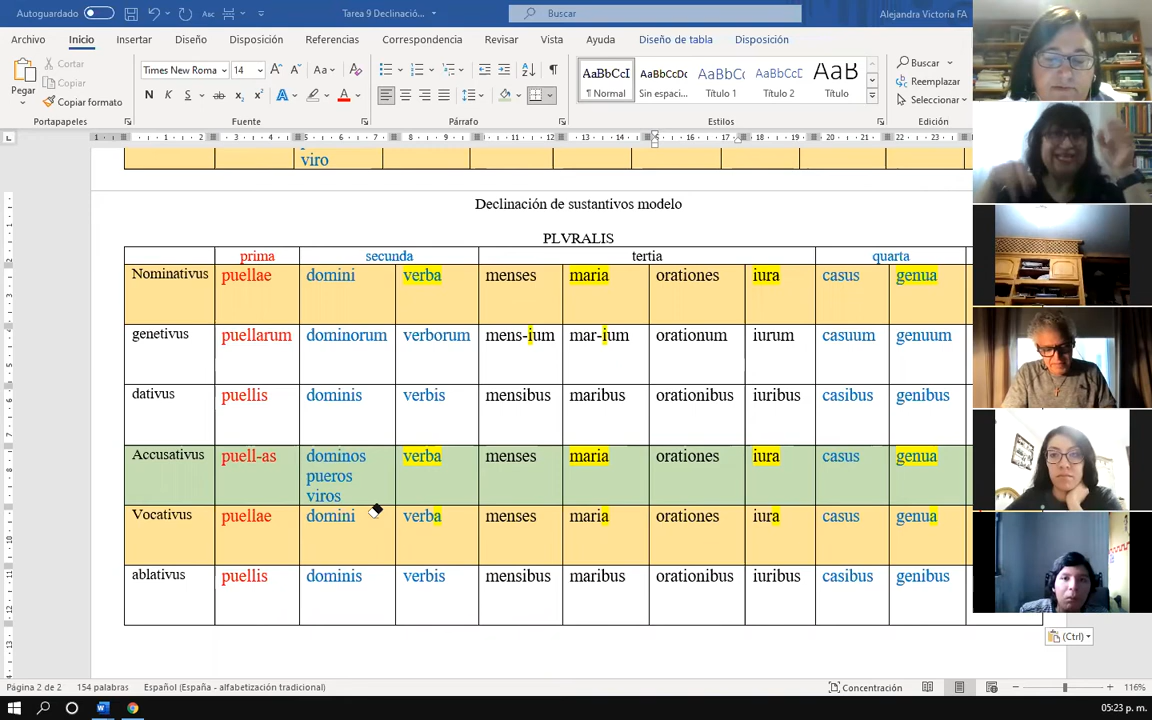 Autoguardado
Tarea 9 Declinació...
Buscar
Alejandra Victoria FA
Archivo Inicio Insertar Diseño Disposición Referencias Correspondencia Revisar Vista Ayuda Diseño de tabla Disposición
Pegar
Cortar
Copiar
Copiar formato
Times New Roma 14
N K S
AaBbCcI AaBbCcDc AaBbCc AaBbCcC AaB
¶ Normal Sin espaci... Título 1 Título 2 Título
Buscar
Reemplazar
Seleccionar
Portapapeles Fuente Párrafo Estilos Edición
viro
Declinación de sustantivos modelo
PLVRALIS
prima secunda tertia quarta
Nominativus puellae domini verba menses maria orationes iura casus genua
genetivus puellarum dominorum verborum mens-ium mar-ium orationum iurum casuum genuum
dativus puellis dominis verbis mensibus maribus orationibus iuribus casibus genibus
Accusativus puell-as dominos verba menses maria orationes iura casus genua
pueros
viros
Vocativus puellae domini verba menses maria orationes iura casus genua
ablativus puellis dominis verbis mensibus maribus orationibus iuribus casibus genibus
(Ctrl)
Página 2 de 2 154 palabras Español (España - alfabetización tradicional) Concentración 116%
05:23 p. m.